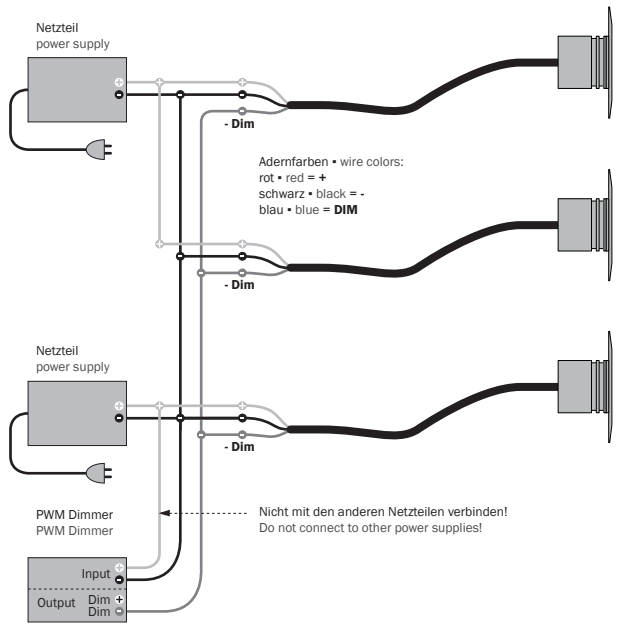 Netzteil
power supply
- Dim
Adernfarben ▪ wire colors:
rot ▪ red = +
schwarz ▪ black = -
blau ▪ blue = DIM
- Dim
Netzteil
power supply
- Dim
PWM Dimmer
PWM Dimmer
Nicht mit den anderen Netzteilen verbinden!
Do not connect to other power supplies!
Input
Output Dim
Dim